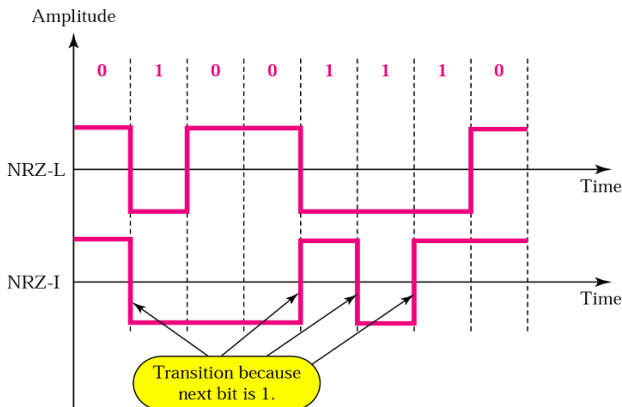 Amplitude
0 1 0 0 1 1 1 0
NRZ-L
Time
NRZ-I
Time
Transition because
next bit is 1.